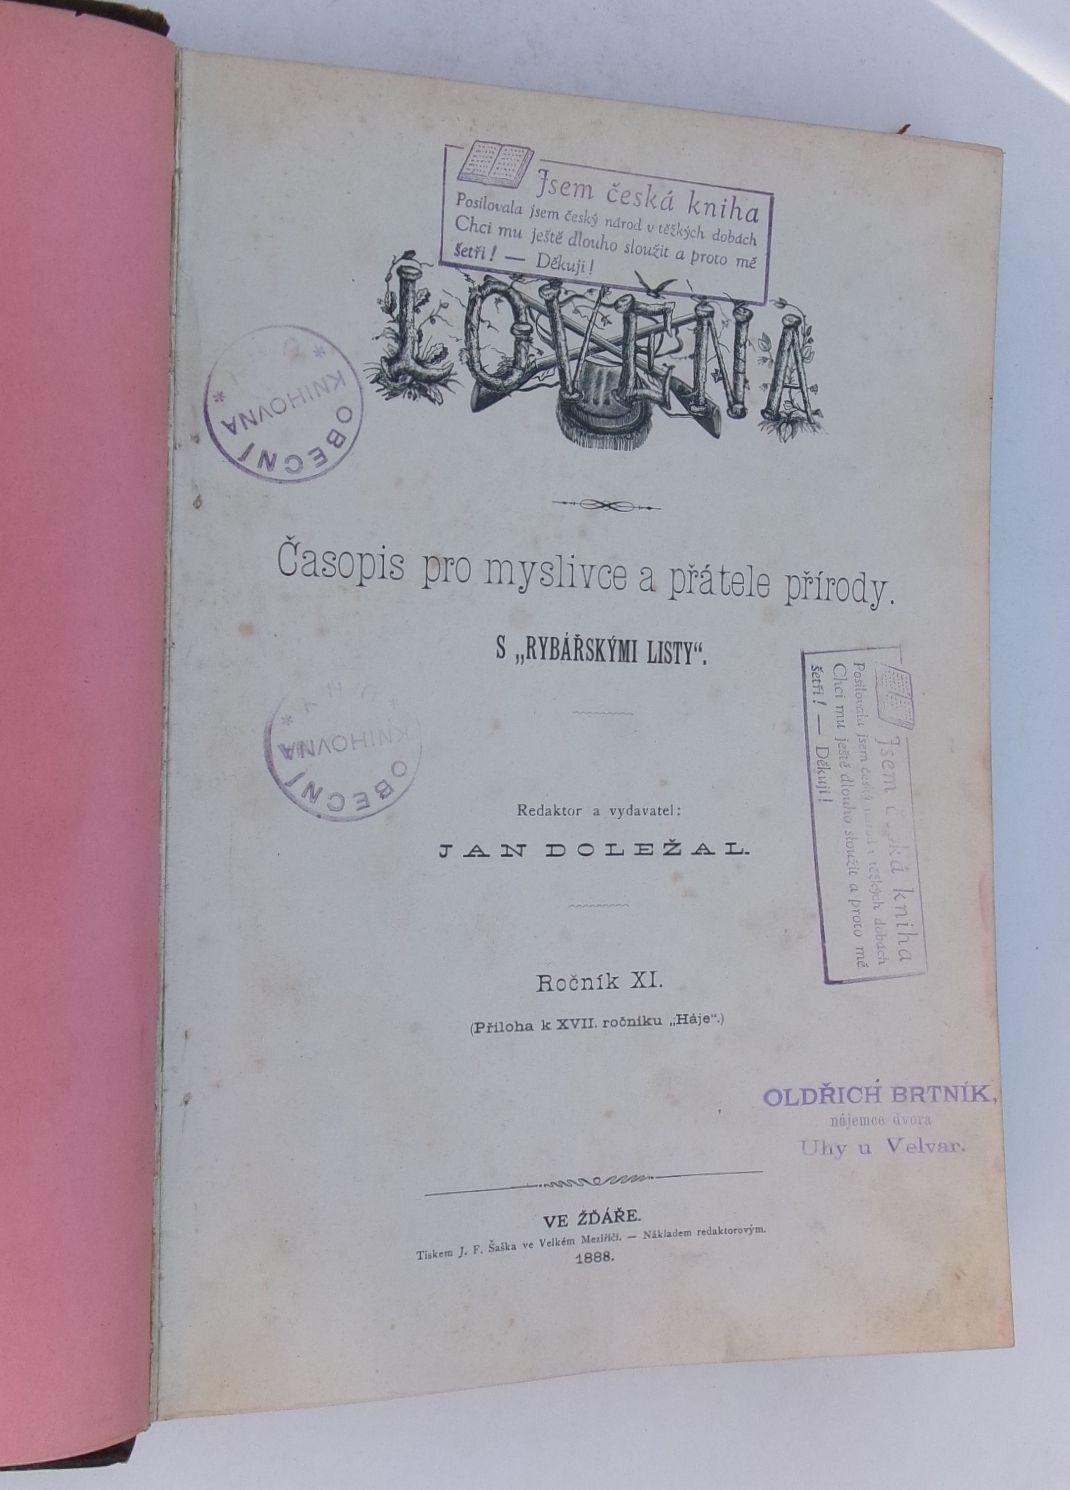 Jsem česká kniha
Posilovala jsem český národ v těžkých dobách
Chci mu ještě dlouho sloužit a proto mě
šetři! — Děkuji!
LOVĚNA
OBECNÍ
* KNIHOVNA *
Časopis pro myslivce a přátele přírody.
S „RYBÁŘSKÝMI LISTY“.
OBECNÍ
* KNIHOVNA *
Jsem česká kniha
Posilovala jsem český národ v těžkých dobách
Chci mu ještě dlouho sloužit a proto mě
šetři! — Děkuji!
Redaktor a vydavatel:
JAN DOLEŽAL.
Ročník XI.
(Příloha k XVII. ročníku „Háje“.)
OLDŘICH BRTNÍK,
nájemce dvora
Uhy u Velvar.
VE ŽĎÁŘE.
Tiskem J. F. Šaška ve Velkém Meziříčí. — Nákladem redaktorovým.
1888.